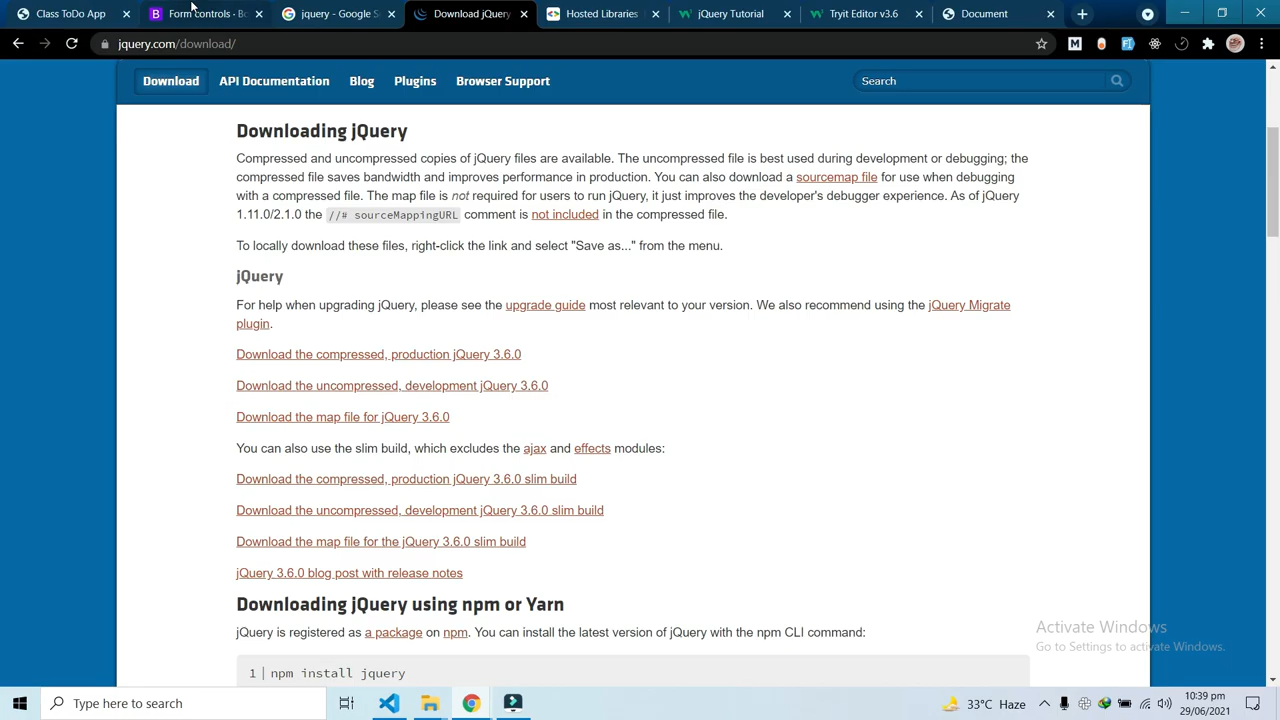 Class ToDo App
Form Controls · Bo
jquery - Google S
Download jQuery
Hosted Libraries
jQuery Tutorial
Tryit Editor v3.6
Document
jquery.com/download/
Download API Documentation Blog Plugins Browser Support
Search
Downloading jQuery
Compressed and uncompressed copies of jQuery files are available. The uncompressed file is best used during development or debugging; the
compressed file saves bandwidth and improves performance in production. You can also download a sourcemap file for use when debugging
with a compressed file. The map file is not required for users to run jQuery, it just improves the developer's debugger experience. As of jQuery
1.11.0/2.1.0 the //# sourceMappingURL comment is not included in the compressed file.
To locally download these files, right-click the link and select "Save as..." from the menu.
jQuery
For help when upgrading jQuery, please see the upgrade guide most relevant to your version. We also recommend using the jQuery Migrate
plugin.
Download the compressed, production jQuery 3.6.0
Download the uncompressed, development jQuery 3.6.0
Download the map file for jQuery 3.6.0
You can also use the slim build, which excludes the ajax and effects modules:
Download the compressed, production jQuery 3.6.0 slim build
Download the uncompressed, development jQuery 3.6.0 slim build
Download the map file for the jQuery 3.6.0 slim build
jQuery 3.6.0 blog post with release notes
Downloading jQuery using npm or Yarn
jQuery is registered as a package on npm. You can install the latest version of jQuery with the npm CLI command:
1 npm install jquery
Activate Windows
Go to Settings to activate Windows.
Type here to search
33°C Haze
10:39 pm
29/06/2021